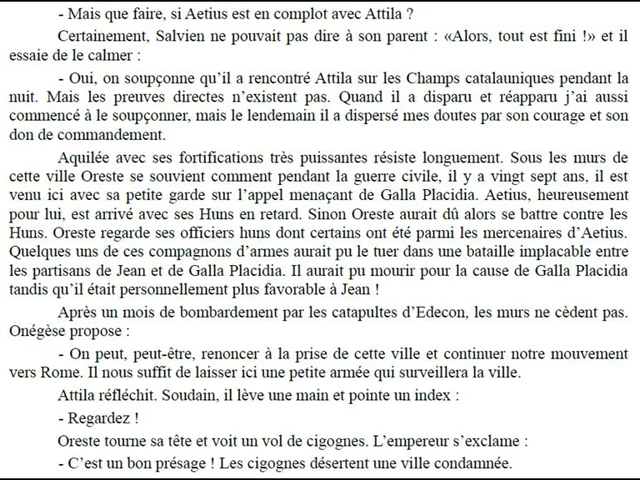 - Mais que faire, si Aetius est en complot avec Attila ?
Certainement, Salvien ne pouvait pas dire à son parent : «Alors, tout est fini !» et il
essaie de le calmer :
- Oui, on soupçonne qu'il a rencontré Attila sur les Champs catalauniques pendant la
nuit. Mais les preuves directes n'existent pas. Quand il a disparu et réapparu j'ai aussi
commencé à le soupçonner, mais le lendemain il a dispersé mes doutes par son courage et son
don de commandement.
Aquilée avec ses fortifications très puissantes résiste longuement. Sous les murs de
cette ville Oreste se souvient comment pendant la guerre civile, il y a vingt sept ans, il est
venu ici avec sa petite garde sur l'appel menaçant de Galla Placidia. Aetius, heureusement
pour lui, est arrivé avec ses Huns en retard. Sinon Oreste aurait dû alors se battre contre les
Huns. Oreste regarde ses officiers huns dont certains ont été parmi les mercenaires d'Aetius.
Quelques uns de ces compagnons d'armes aurait pu le tuer dans une bataille implacable entre
les partisans de Jean et de Galla Placidia. Il aurait pu mourir pour la cause de Galla Placidia
tandis qu'il était personnellement plus favorable à Jean !
Après un mois de bombardement par les catapultes d'Edecon, les murs ne cèdent pas.
Onégèse propose :
- On peut, peut-être, renoncer à la prise de cette ville et continuer notre mouvement
vers Rome. Il nous suffit de laisser ici une petite armée qui surveillera la ville.
Attila réfléchit. Soudain, il lève une main et pointe un index :
- Regardez !
Oreste tourne sa tête et voit un vol de cigognes. L'empereur s'exclame :
- C'est un bon présage ! Les cigognes désertent une ville condamnée.